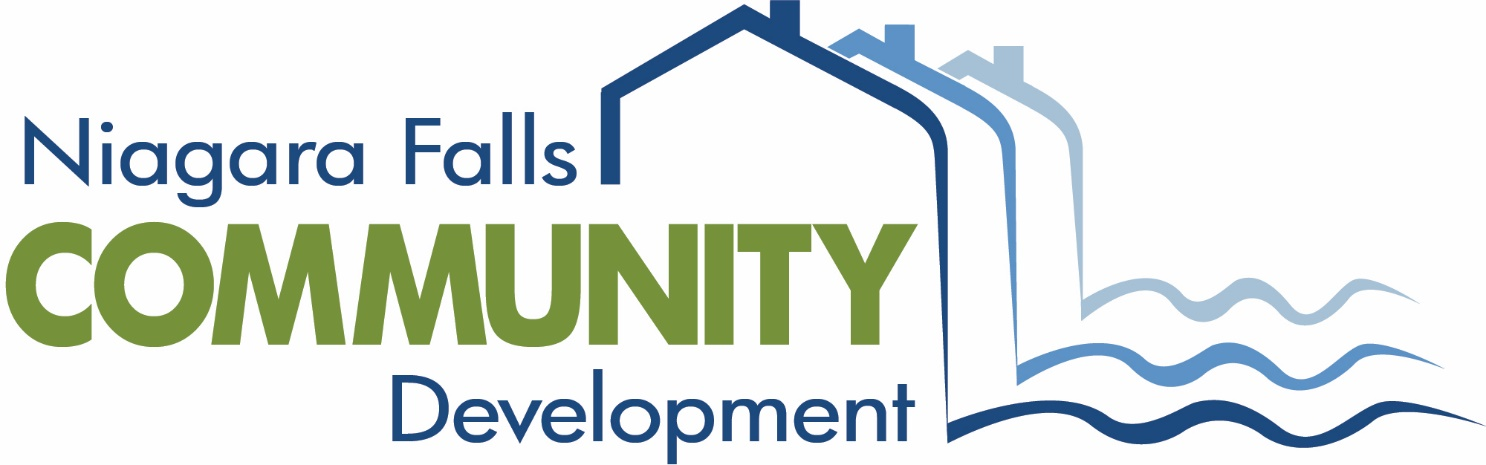 Niagara Falls
COMMUNITY
Development